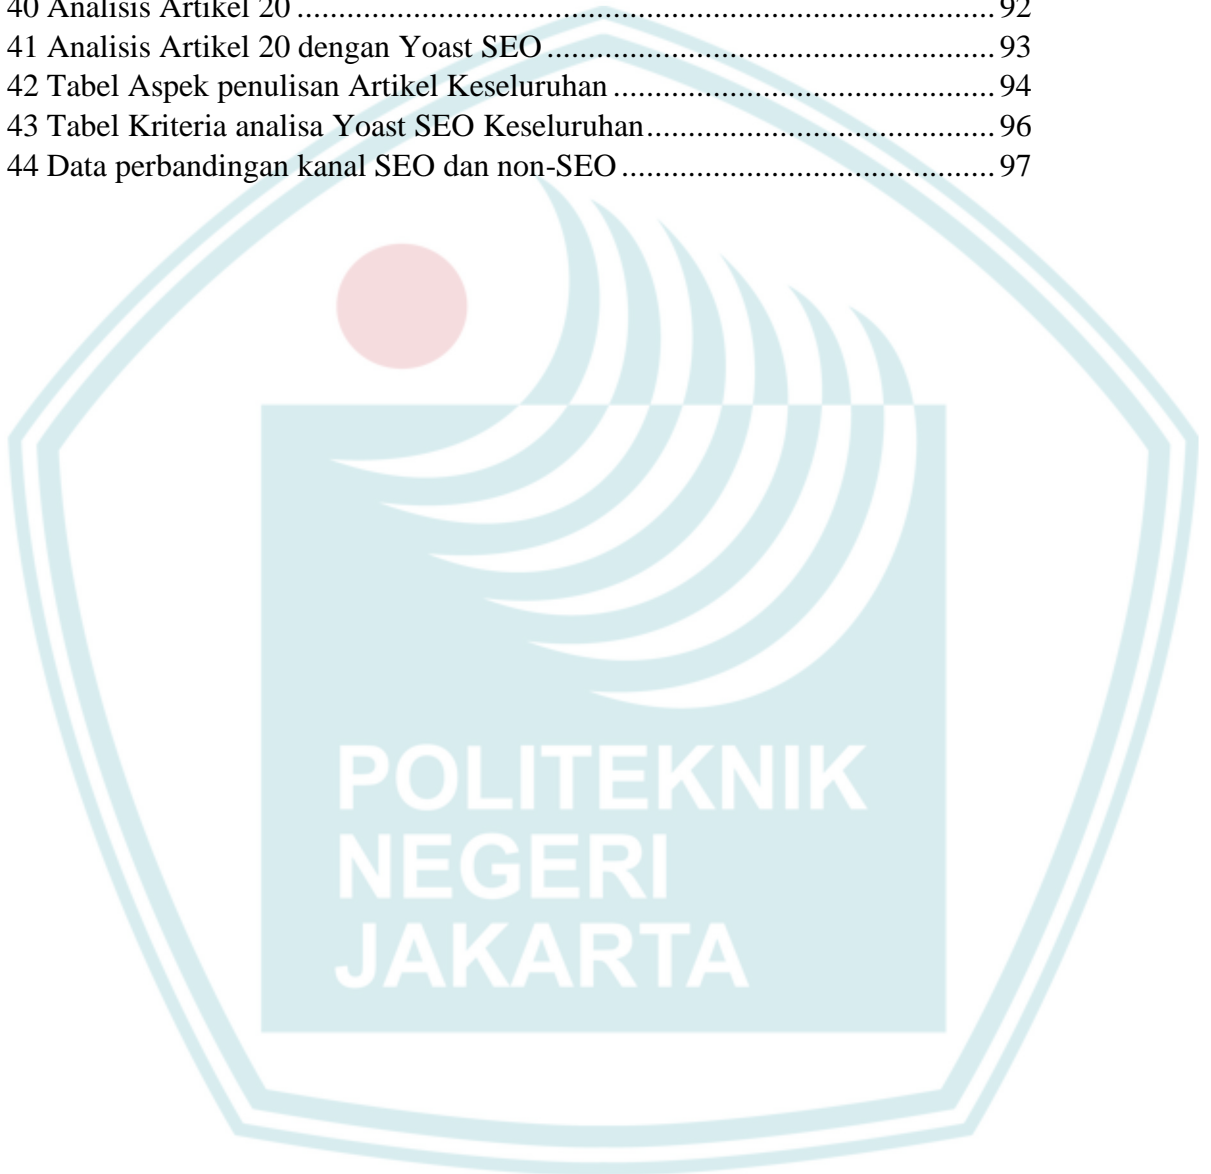 40 Analisis Artikel 20 ........................................................................................ 92
41 Analisis Artikel 20 dengan Yoast SEO ........................................................ 93
42 Tabel Aspek penulisan Artikel Keseluruhan ................................................ 94
43 Tabel Kriteria analisa Yoast SEO Keseluruhan............................................ 96
44 Data perbandingan kanal SEO dan non-SEO ............................................... 97
POLITEKNIK
NEGERI
JAKARTA